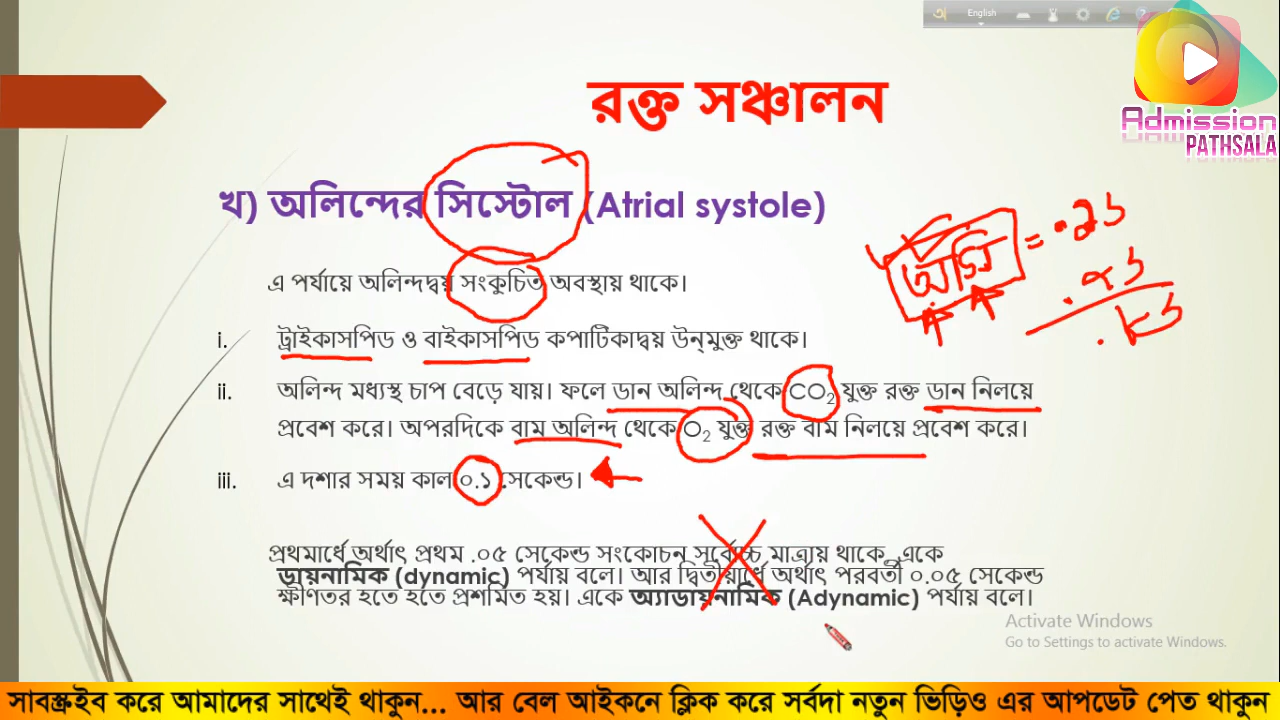 English
Admission
PATHSALA
রক্ত সঞ্চালন
খ) অলিন্দের সিস্টোল (Atrial systole)
এ পর্যায়ে অলিন্দদ্বয় সংকুচিত অবস্থায় থাকে।
i. ট্রাইকাসপিড ও বাইকাসপিড কপাটিকাদ্বয় উন্মুক্ত থাকে।
ii. অলিন্দ মধ্যস্থ চাপ বেড়ে যায়। ফলে ডান অলিন্দ থেকে CO₂ যুক্ত রক্ত ডান নিলয়ে
প্রবেশ করে। অপরদিকে বাম অলিন্দ থেকে O₂ যুক্ত রক্ত বাম নিলয়ে প্রবেশ করে।
iii. এ দশার সময় কাল ০.১ সেকেন্ড।
প্রথমার্ধে অর্থাৎ প্রথম .০৫ সেকেন্ড সংকোচন সর্বোচ্চ মাত্রায় থাকে একে
ডায়নামিক (dynamic) পর্যায় বলে। আর দ্বিতীয়ার্ধে অর্থাৎ পরবর্তী ০.০৫ সেকেন্ড
ক্ষীণতর হতে হতে প্রশমিত হয়। একে অ্যাডায়নামিক (Adynamic) পর্যায় বলে।
Activate Windows
Go to Settings to activate Windows.
সাবস্ক্রইব করে আমাদের সাথেই থাকুন... আর বেল আইকনে ক্লিক করে সর্বদা নতুন ভিড়িও এর আপডেট পেত থাকুন